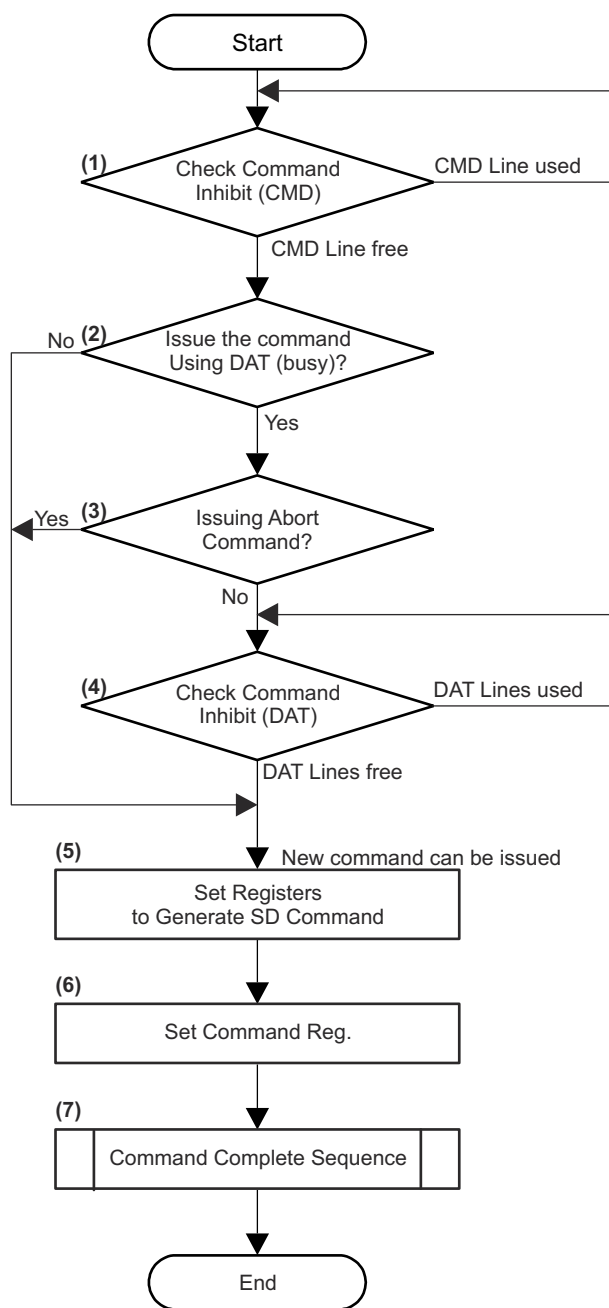 Start
(1)
Check Command
Inhibit (CMD)
CMD Line used
CMD Line free
No
(2)
Issue the command
Using DAT (busy)?
Yes
Yes
(3)
Issuing Abort
Command?
No
(4)
Check Command
Inhibit (DAT)
DAT Lines used
DAT Lines free
(5)
New command can be issued
Set Registers
to Generate SD Command
(6)
Set Command Reg.
(7)
Command Complete Sequence
End